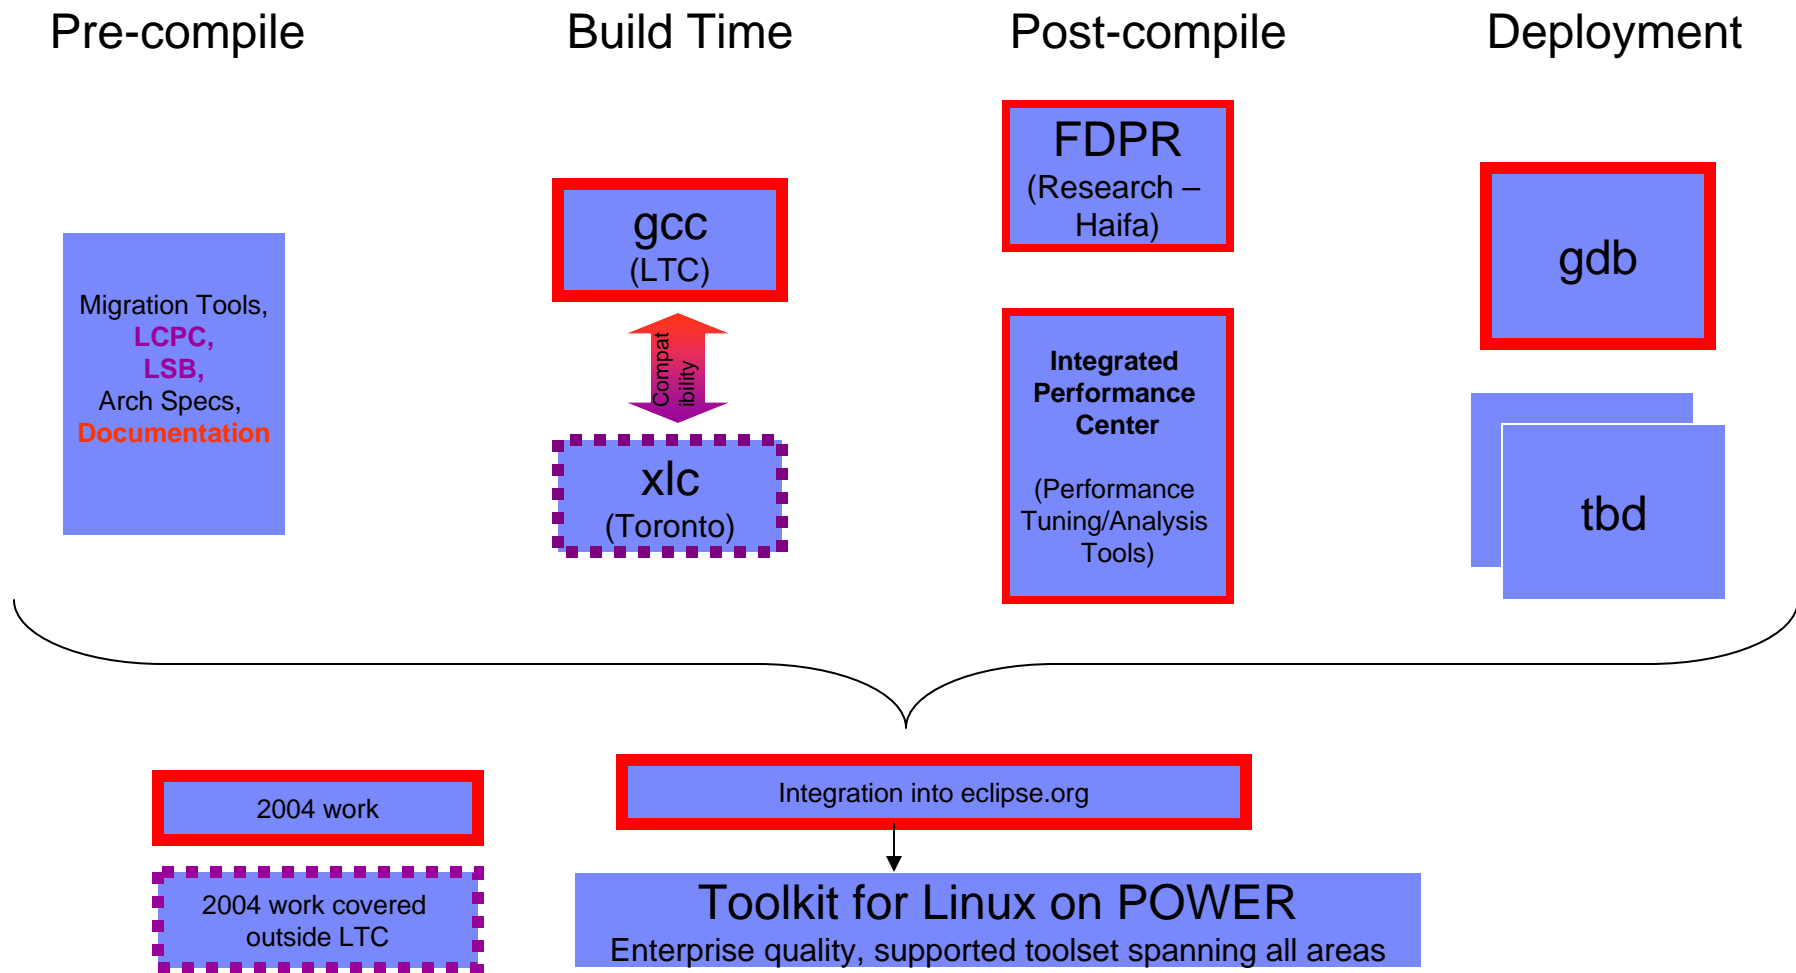 Pre-compile
Build Time
Post-compile
Deployment
Migration Tools,
LCPC,
LSB,
Arch Specs,
Documentation
gcc
(LTC)
Compat
ibility
xlc
(Toronto)
FDPR
(Research –
Haifa)
Integrated
Performance
Center
(Performance
Tuning/Analysis
Tools)
gdb
tbd
2004 work
2004 work covered
outside LTC
Integration into eclipse.org
Toolkit for Linux on POWER
Enterprise quality, supported toolset spanning all areas